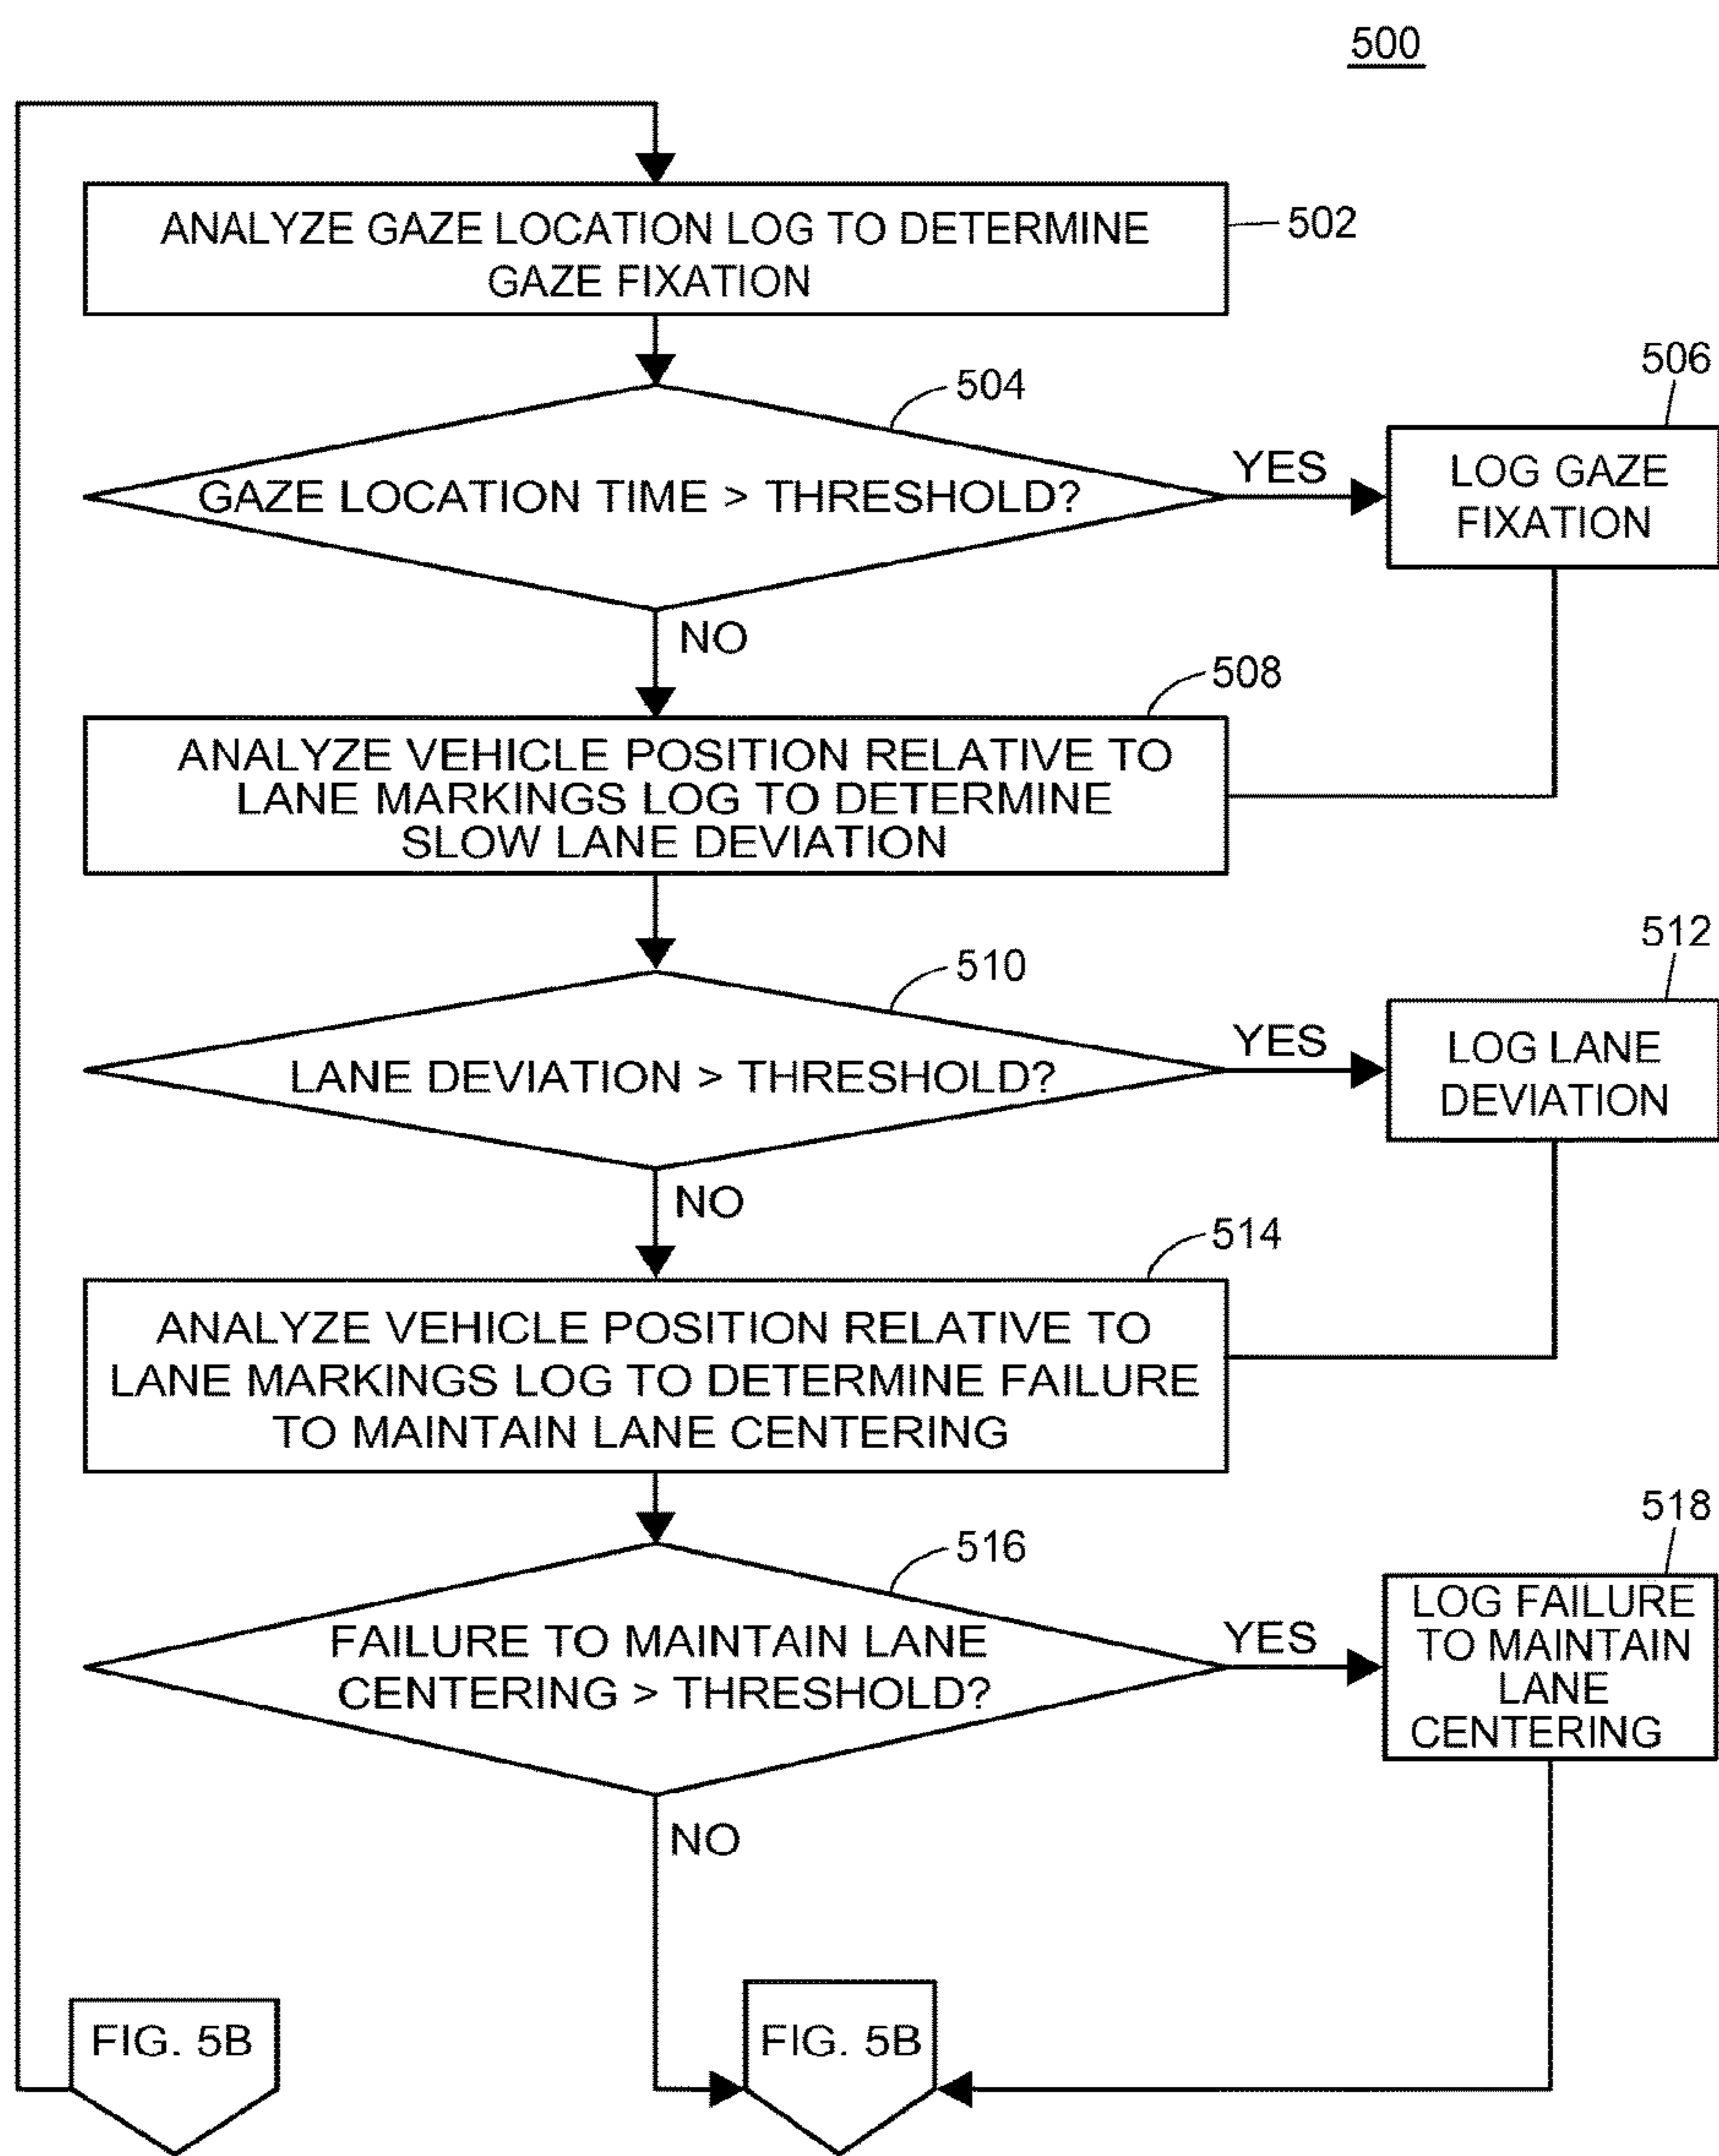 500
ANALYZE GAZE LOCATION LOG TO DETERMINE
GAZE FIXATION
502
504
GAZE LOCATION TIME > THRESHOLD?
YES
506
LOG GAZE
FIXATION
NO
508
ANALYZE VEHICLE POSITION RELATIVE TO
LANE MARKINGS LOG TO DETERMINE
SLOW LANE DEVIATION
510
LANE DEVIATION > THRESHOLD?
YES
512
LOG LANE
DEVIATION
NO
514
ANALYZE VEHICLE POSITION RELATIVE TO
LANE MARKINGS LOG TO DETERMINE FAILURE
TO MAINTAIN LANE CENTERING
516
FAILURE TO MAINTAIN LANE
CENTERING > THRESHOLD?
YES
518
LOG FAILURE
TO MAINTAIN
LANE
CENTERING
NO
FIG. 5B
FIG. 5B